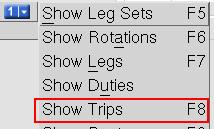 1 Show Leg Sets F5
Show Rotations F6
Show Legs F7
Show Duties
Show Trips F8